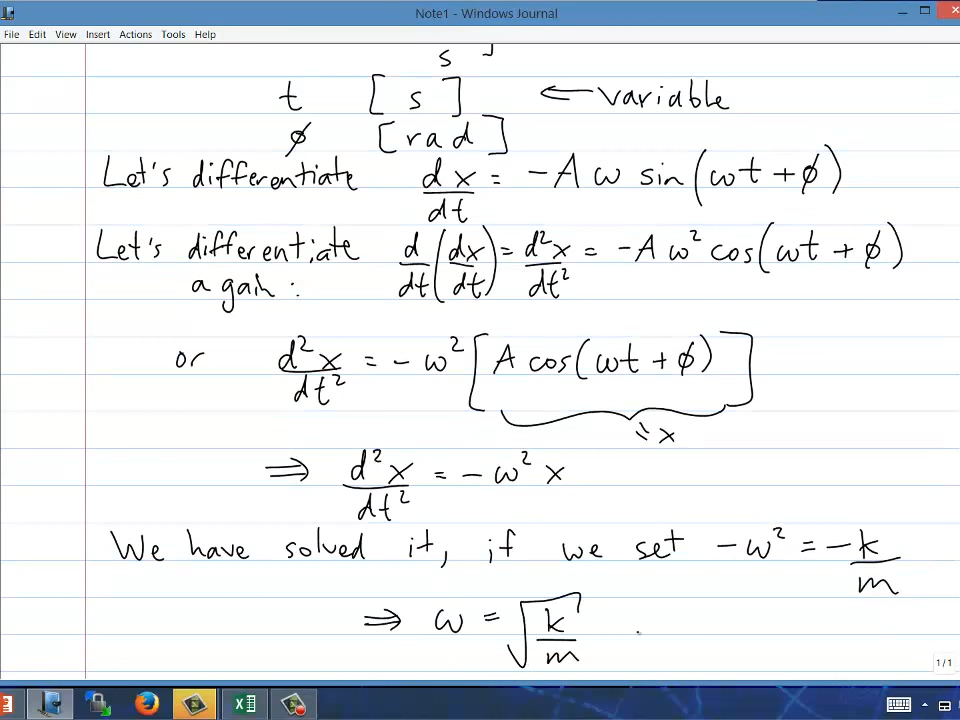 Note1 - Windows Journal
File Edit View Insert Actions Tools Help
s ]
t [ s ] ← variable
ϕ [rad]
Let's differentiate dx/dt = -Aω sin(ωt + ϕ)
Let's differentiate d/dt(dx/dt) = d²x/dt² = -Aω² cos(ωt + ϕ)
again :
or d²x/dt² = -ω² [A cos(ωt + ϕ)]
= x
⟹ d²x/dt² = -ω² x
We have solved it, if we set -ω² = -k/m
⟹ ω = √(k/m)
1/1